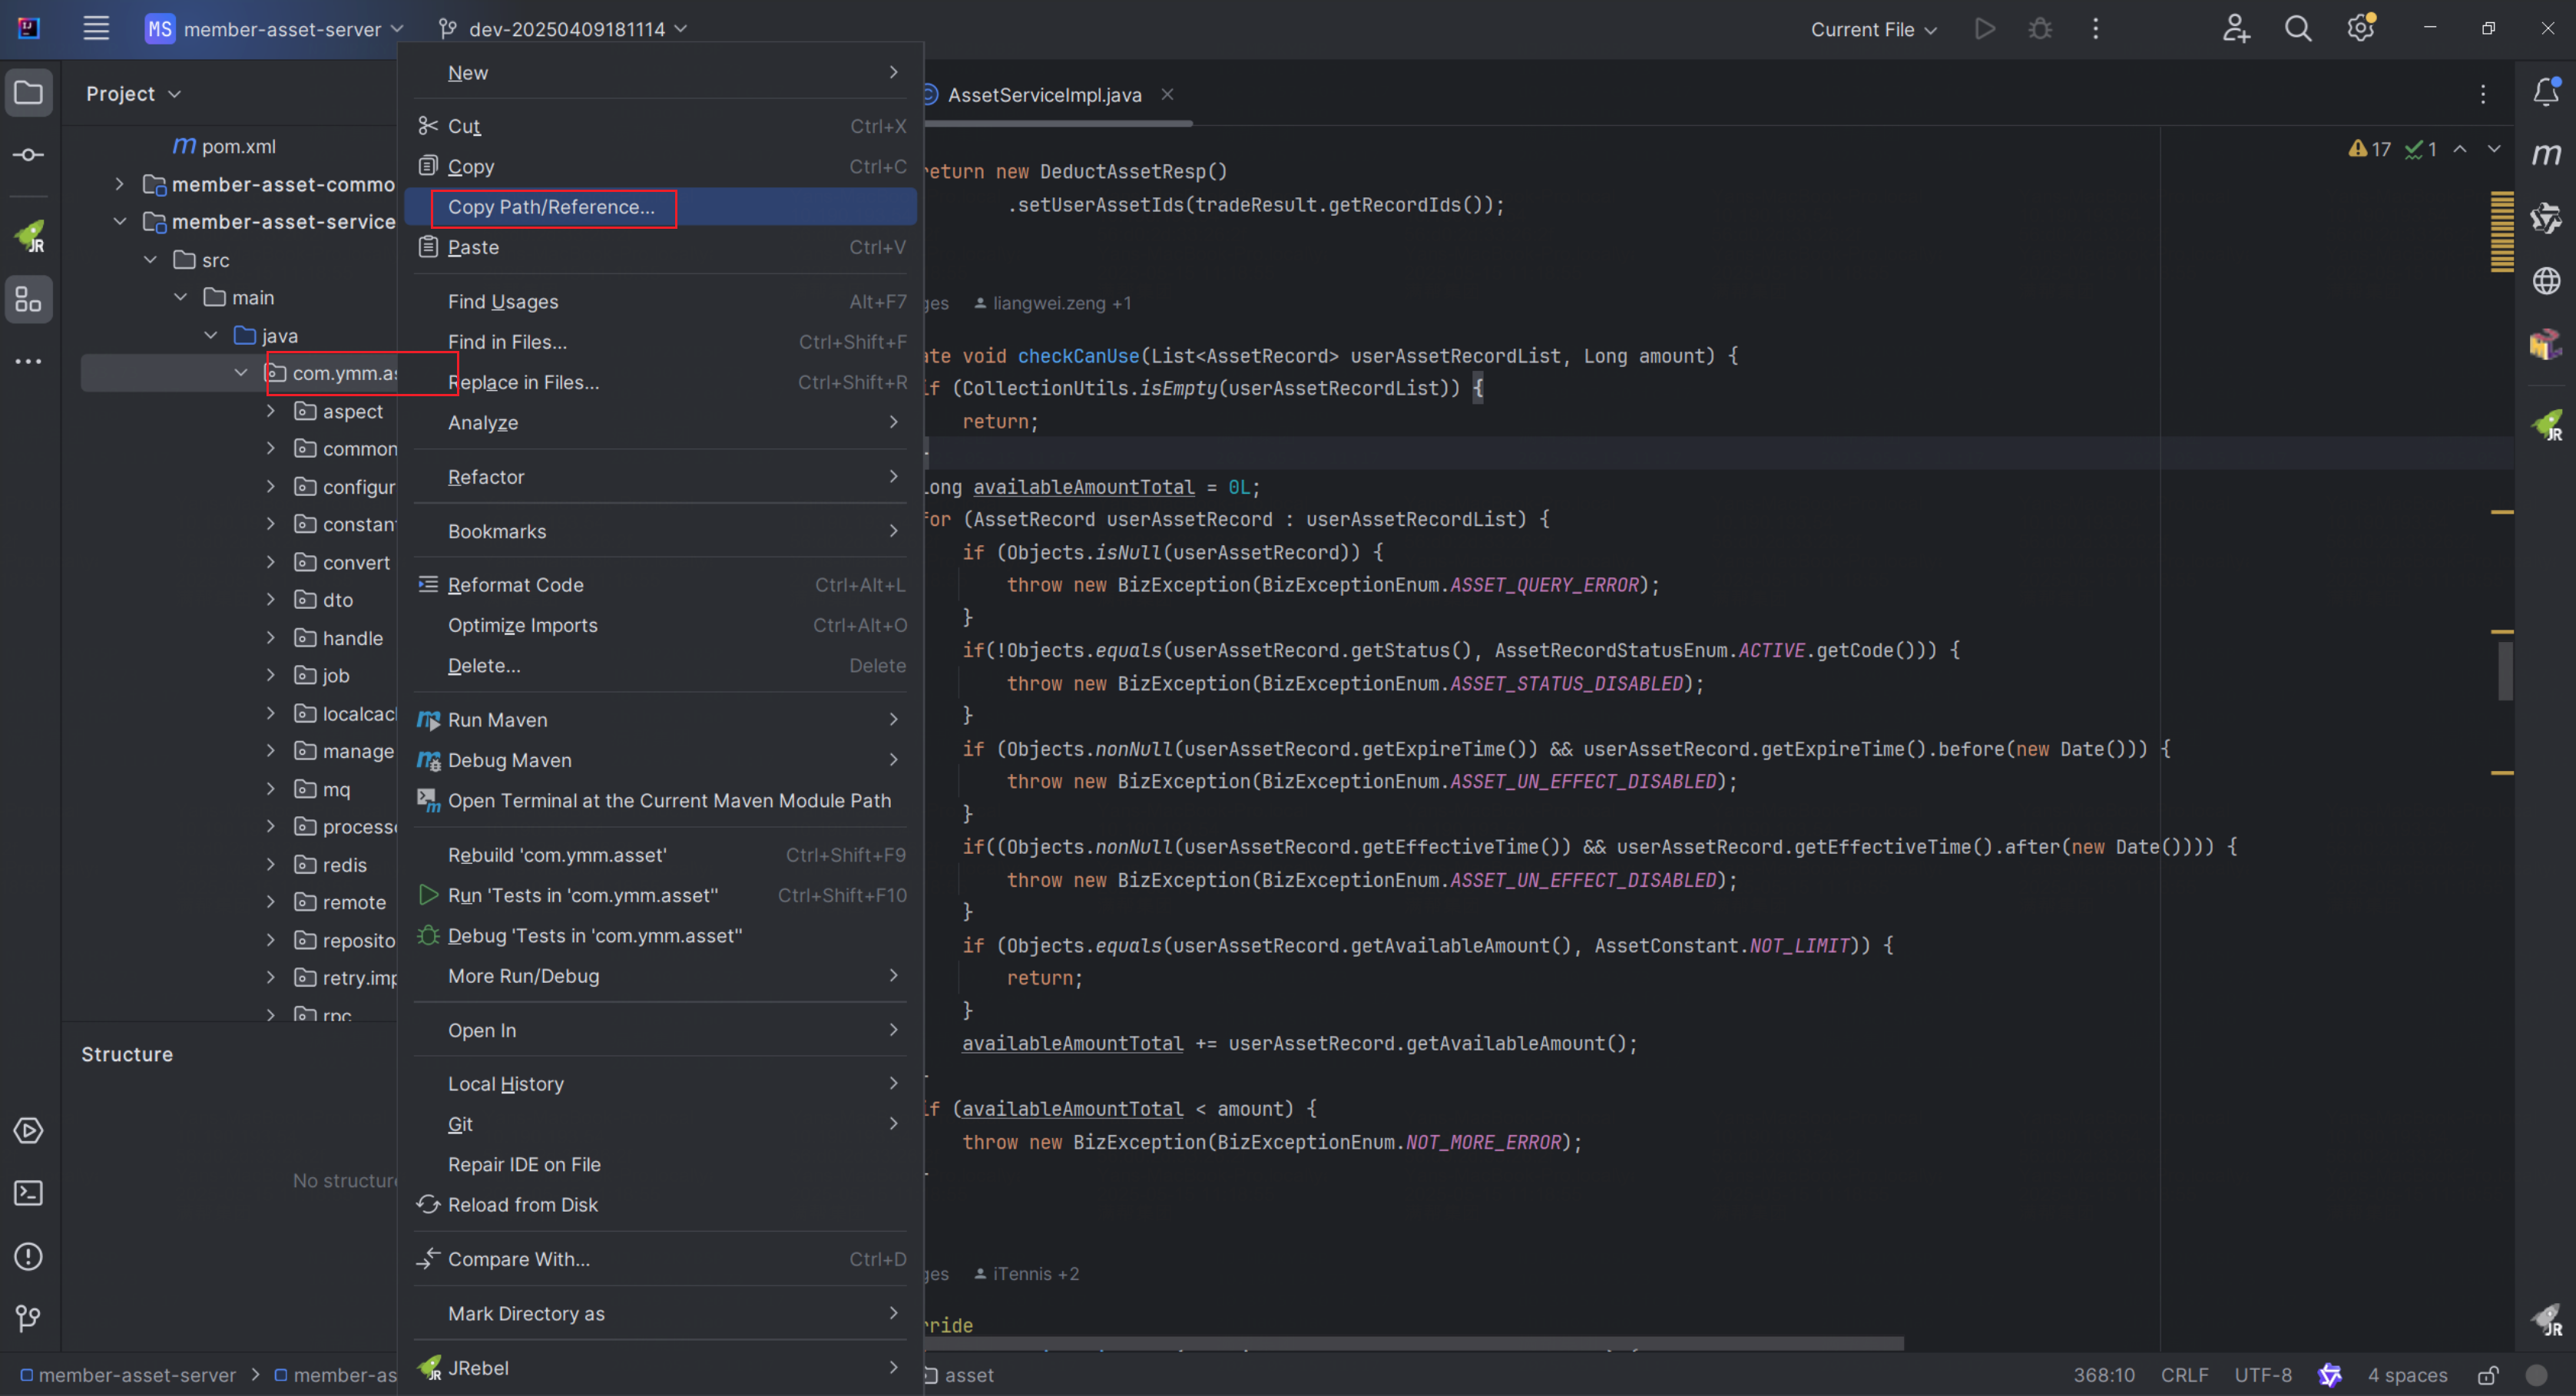 MS member-asset-server
dev-20250409181114
Current File
Project
pom.xml
member-asset-commo
member-asset-service
src
main
java
com.ymm.as
aspect
common
configur
constant
convert
dto
handle
job
localcac
manage
mq
process
redis
remote
reposito
retry.imp
rpc
Structure
No structure
New
Cut Ctrl+X
Copy Ctrl+C
Copy Path/Reference...
Paste Ctrl+V
Find Usages Alt+F7
Find in Files... Ctrl+Shift+F
Replace in Files... Ctrl+Shift+R
Analyze
Refactor
Bookmarks
Reformat Code Ctrl+Alt+L
Optimize Imports Ctrl+Alt+O
Delete... Delete
Run Maven
Debug Maven
Open Terminal at the Current Maven Module Path
Rebuild 'com.ymm.asset' Ctrl+Shift+F9
Run 'Tests in 'com.ymm.asset'' Ctrl+Shift+F10
Debug 'Tests in 'com.ymm.asset''
More Run/Debug
Open In
Local History
Git
Repair IDE on File
Reload from Disk
Compare With... Ctrl+D
Mark Directory as
JRebel
AssetServiceImpl.java
17 1
return new DeductAssetResp()
.setUserAssetIds(tradeResult.getRecordIds());
ges liangwei.zeng +1
ate void checkCanUse(List<AssetRecord> userAssetRecordList, Long amount) {
if (CollectionUtils.isEmpty(userAssetRecordList)) {
return;
Long availableAmountTotal = 0L;
for (AssetRecord userAssetRecord : userAssetRecordList) {
if (Objects.isNull(userAssetRecord)) {
throw new BizException(BizExceptionEnum.ASSET_QUERY_ERROR);
}
if(!Objects.equals(userAssetRecord.getStatus(), AssetRecordStatusEnum.ACTIVE.getCode())) {
throw new BizException(BizExceptionEnum.ASSET_STATUS_DISABLED);
}
if (Objects.nonNull(userAssetRecord.getExpireTime()) && userAssetRecord.getExpireTime().before(new Date())) {
throw new BizException(BizExceptionEnum.ASSET_UN_EFFECT_DISABLED);
}
if((Objects.nonNull(userAssetRecord.getEffectiveTime()) && userAssetRecord.getEffectiveTime().after(new Date()))) {
throw new BizException(BizExceptionEnum.ASSET_UN_EFFECT_DISABLED);
}
if (Objects.equals(userAssetRecord.getAvailableAmount(), AssetConstant.NOT_LIMIT)) {
return;
}
availableAmountTotal += userAssetRecord.getAvailableAmount();
if (availableAmountTotal < amount) {
throw new BizException(BizExceptionEnum.NOT_MORE_ERROR);
ges iTennis +2
rride
JR
JR
JR
member-asset-server > member-as
asset
368:10 CRLF UTF-8 4 spaces